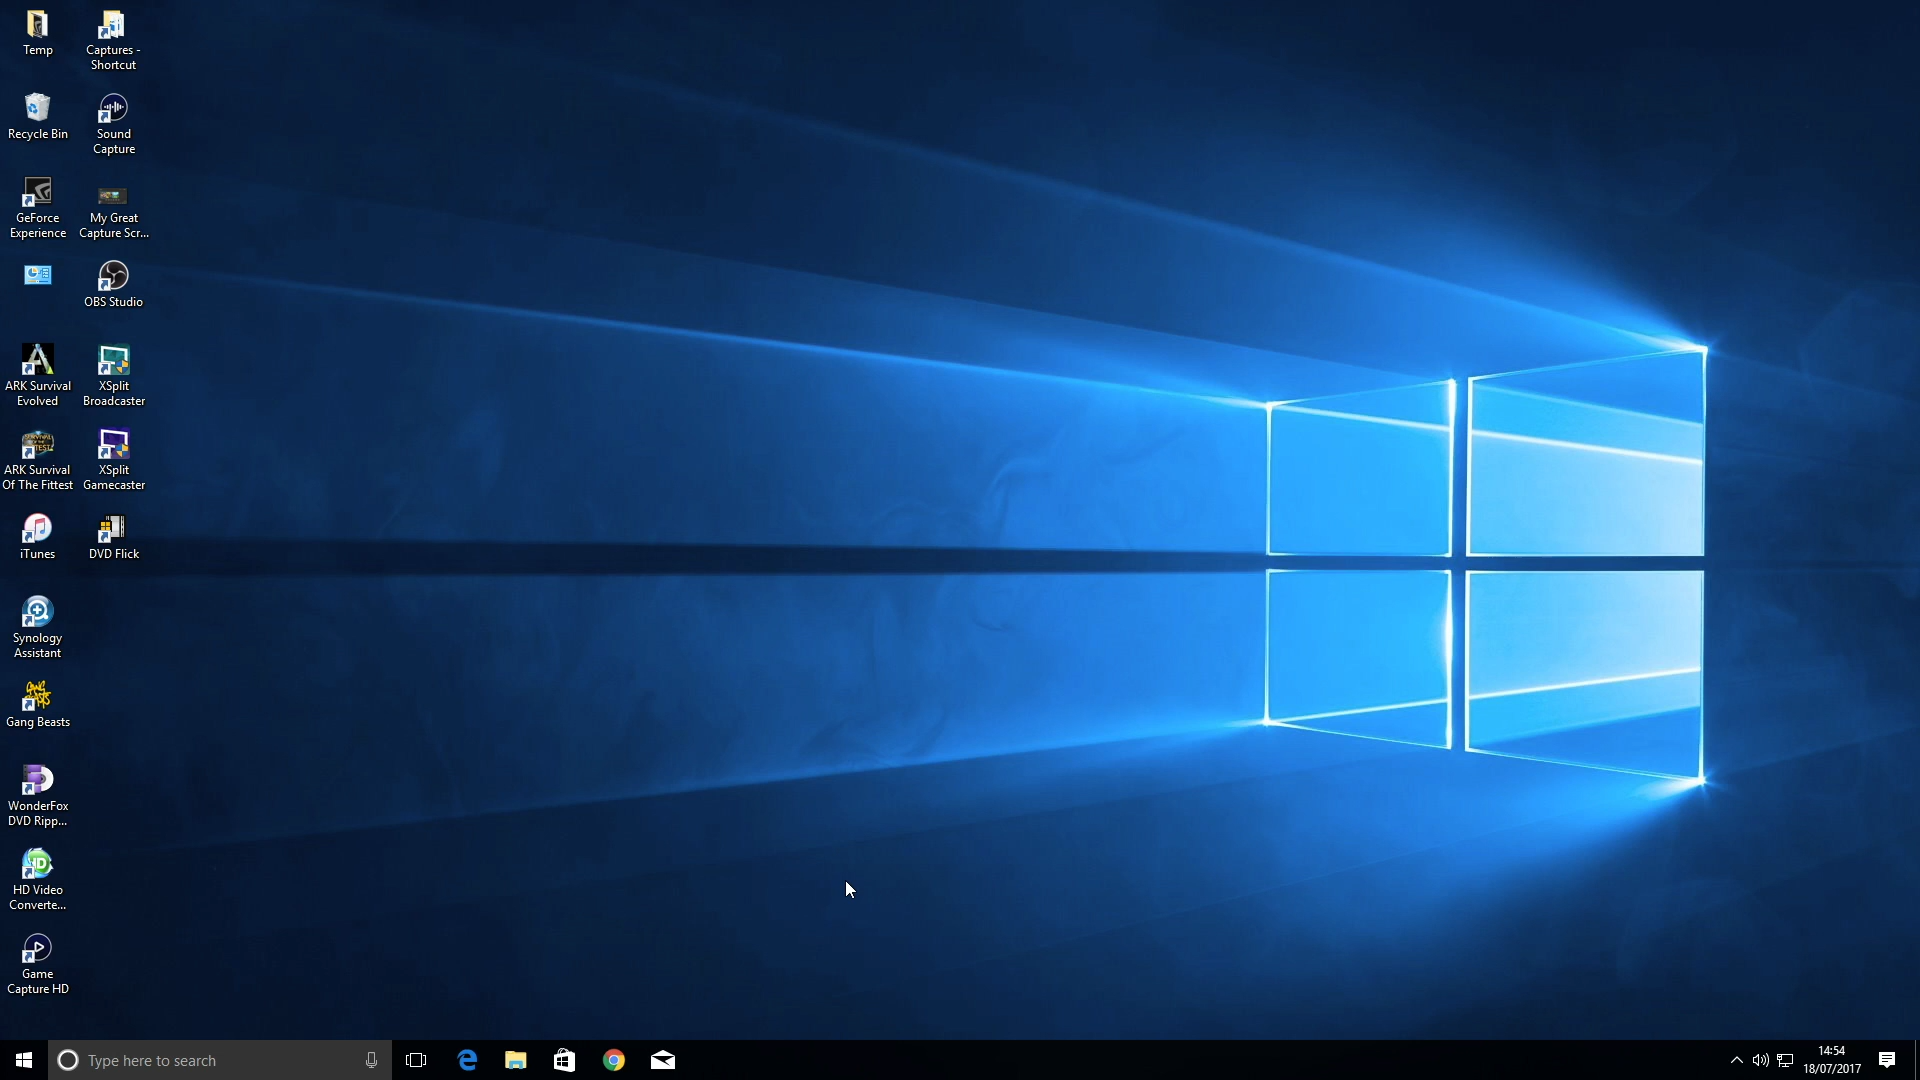 Temp
Captures -
Shortcut
Recycle Bin
Sound
Capture
GeForce
Experience
My Great
Capture Scr...
OBS Studio
ARK Survival
Evolved
XSplit
Broadcaster
ARK Survival
Of The Fittest
XSplit
Gamecaster
iTunes
DVD Flick
Synology
Assistant
Gang Beasts
WonderFox
DVD Ripp...
HD Video
Converte...
Game
Capture HD
Type here to search
14:54
18/07/2017